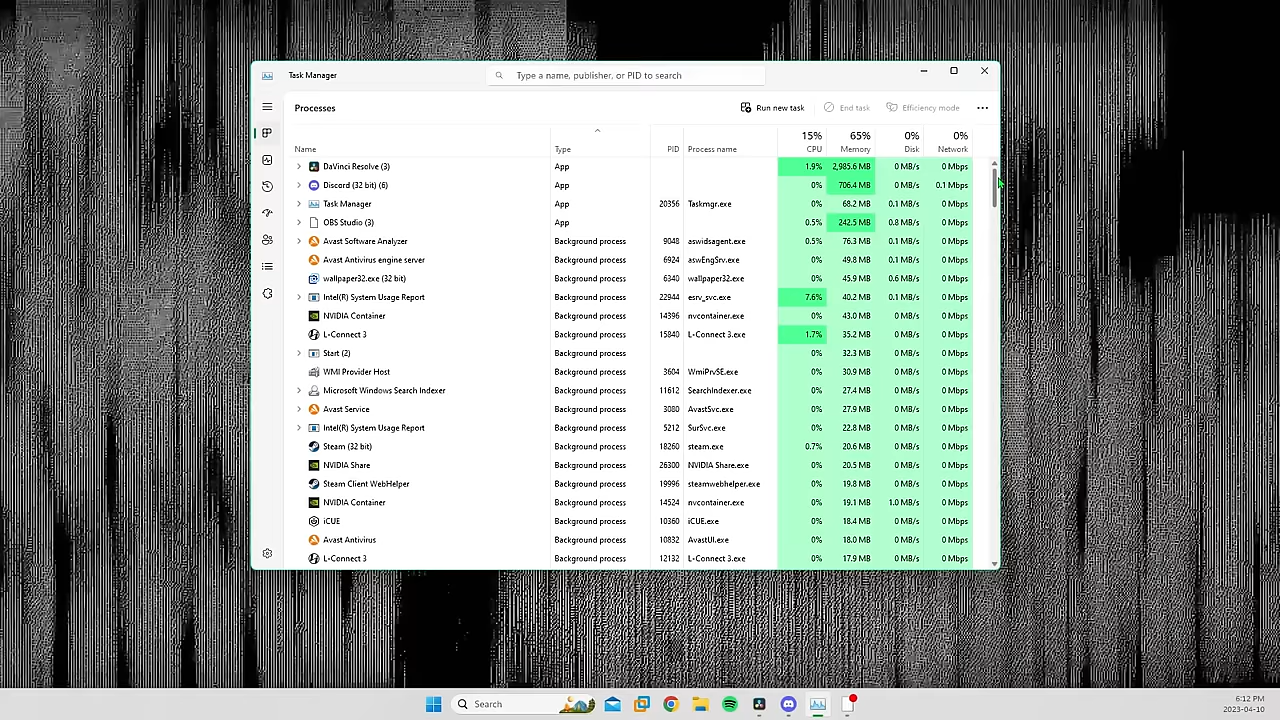 Task Manager
Type a name, publisher, or PID to search
Processes
Run new task
End task
Efficiency mode
15% 65% 0% 0%
Name Type PID Process name CPU Memory Disk Network
DaVinci Resolve (3) App 1.9% 2,985.6 MB 0 MB/s 0 Mbps
Discord (32 bit) (6) App 0% 706.4 MB 0 MB/s 0.1 Mbps
Task Manager App 20356 Taskmgr.exe 0% 68.2 MB 0.1 MB/s 0 Mbps
OBS Studio (3) App 0.5% 242.5 MB 0.8 MB/s 0 Mbps
Avast Software Analyzer Background process 9048 aswidsagent.exe 0.5% 76.3 MB 0.1 MB/s 0 Mbps
Avast Antivirus engine server Background process 6924 aswEngSrv.exe 0% 49.8 MB 0.1 MB/s 0 Mbps
wallpaper32.exe (32 bit) Background process 6340 wallpaper32.exe 0% 45.9 MB 0.6 MB/s 0 Mbps
Intel(R) System Usage Report Background process 22944 esrv_svc.exe 7.6% 40.2 MB 0.1 MB/s 0 Mbps
NVIDIA Container Background process 14396 nvcontainer.exe 0% 43.0 MB 0 MB/s 0 Mbps
L-Connect 3 Background process 15840 L-Connect 3.exe 1.7% 35.2 MB 0 MB/s 0 Mbps
Start (2) Background process 0% 32.3 MB 0 MB/s 0 Mbps
WMI Provider Host Background process 3604 WmiPrvSE.exe 0% 30.9 MB 0 MB/s 0 Mbps
Microsoft Windows Search Indexer Background process 11612 SearchIndexer.exe 0% 27.4 MB 0 MB/s 0 Mbps
Avast Service Background process 3080 AvastSvc.exe 0% 27.9 MB 0 MB/s 0 Mbps
Intel(R) System Usage Report Background process 5212 SurSvc.exe 0% 22.8 MB 0 MB/s 0 Mbps
Steam (32 bit) Background process 18260 steam.exe 0.7% 20.6 MB 0 MB/s 0 Mbps
NVIDIA Share Background process 26300 NVIDIA Share.exe 0% 20.5 MB 0 MB/s 0 Mbps
Steam Client WebHelper Background process 19996 steamwebhelper.exe 0% 19.8 MB 0 MB/s 0 Mbps
NVIDIA Container Background process 14524 nvcontainer.exe 0% 19.1 MB 1.0 MB/s 0 Mbps
iCUE Background process 10360 iCUE.exe 0% 18.4 MB 0 MB/s 0 Mbps
Avast Antivirus Background process 10832 AvastUI.exe 0% 18.0 MB 0 MB/s 0 Mbps
L-Connect 3 Background process 12132 L-Connect 3.exe 0% 17.9 MB 0 MB/s 0 Mbps
Search
6:12 PM
2023-04-10